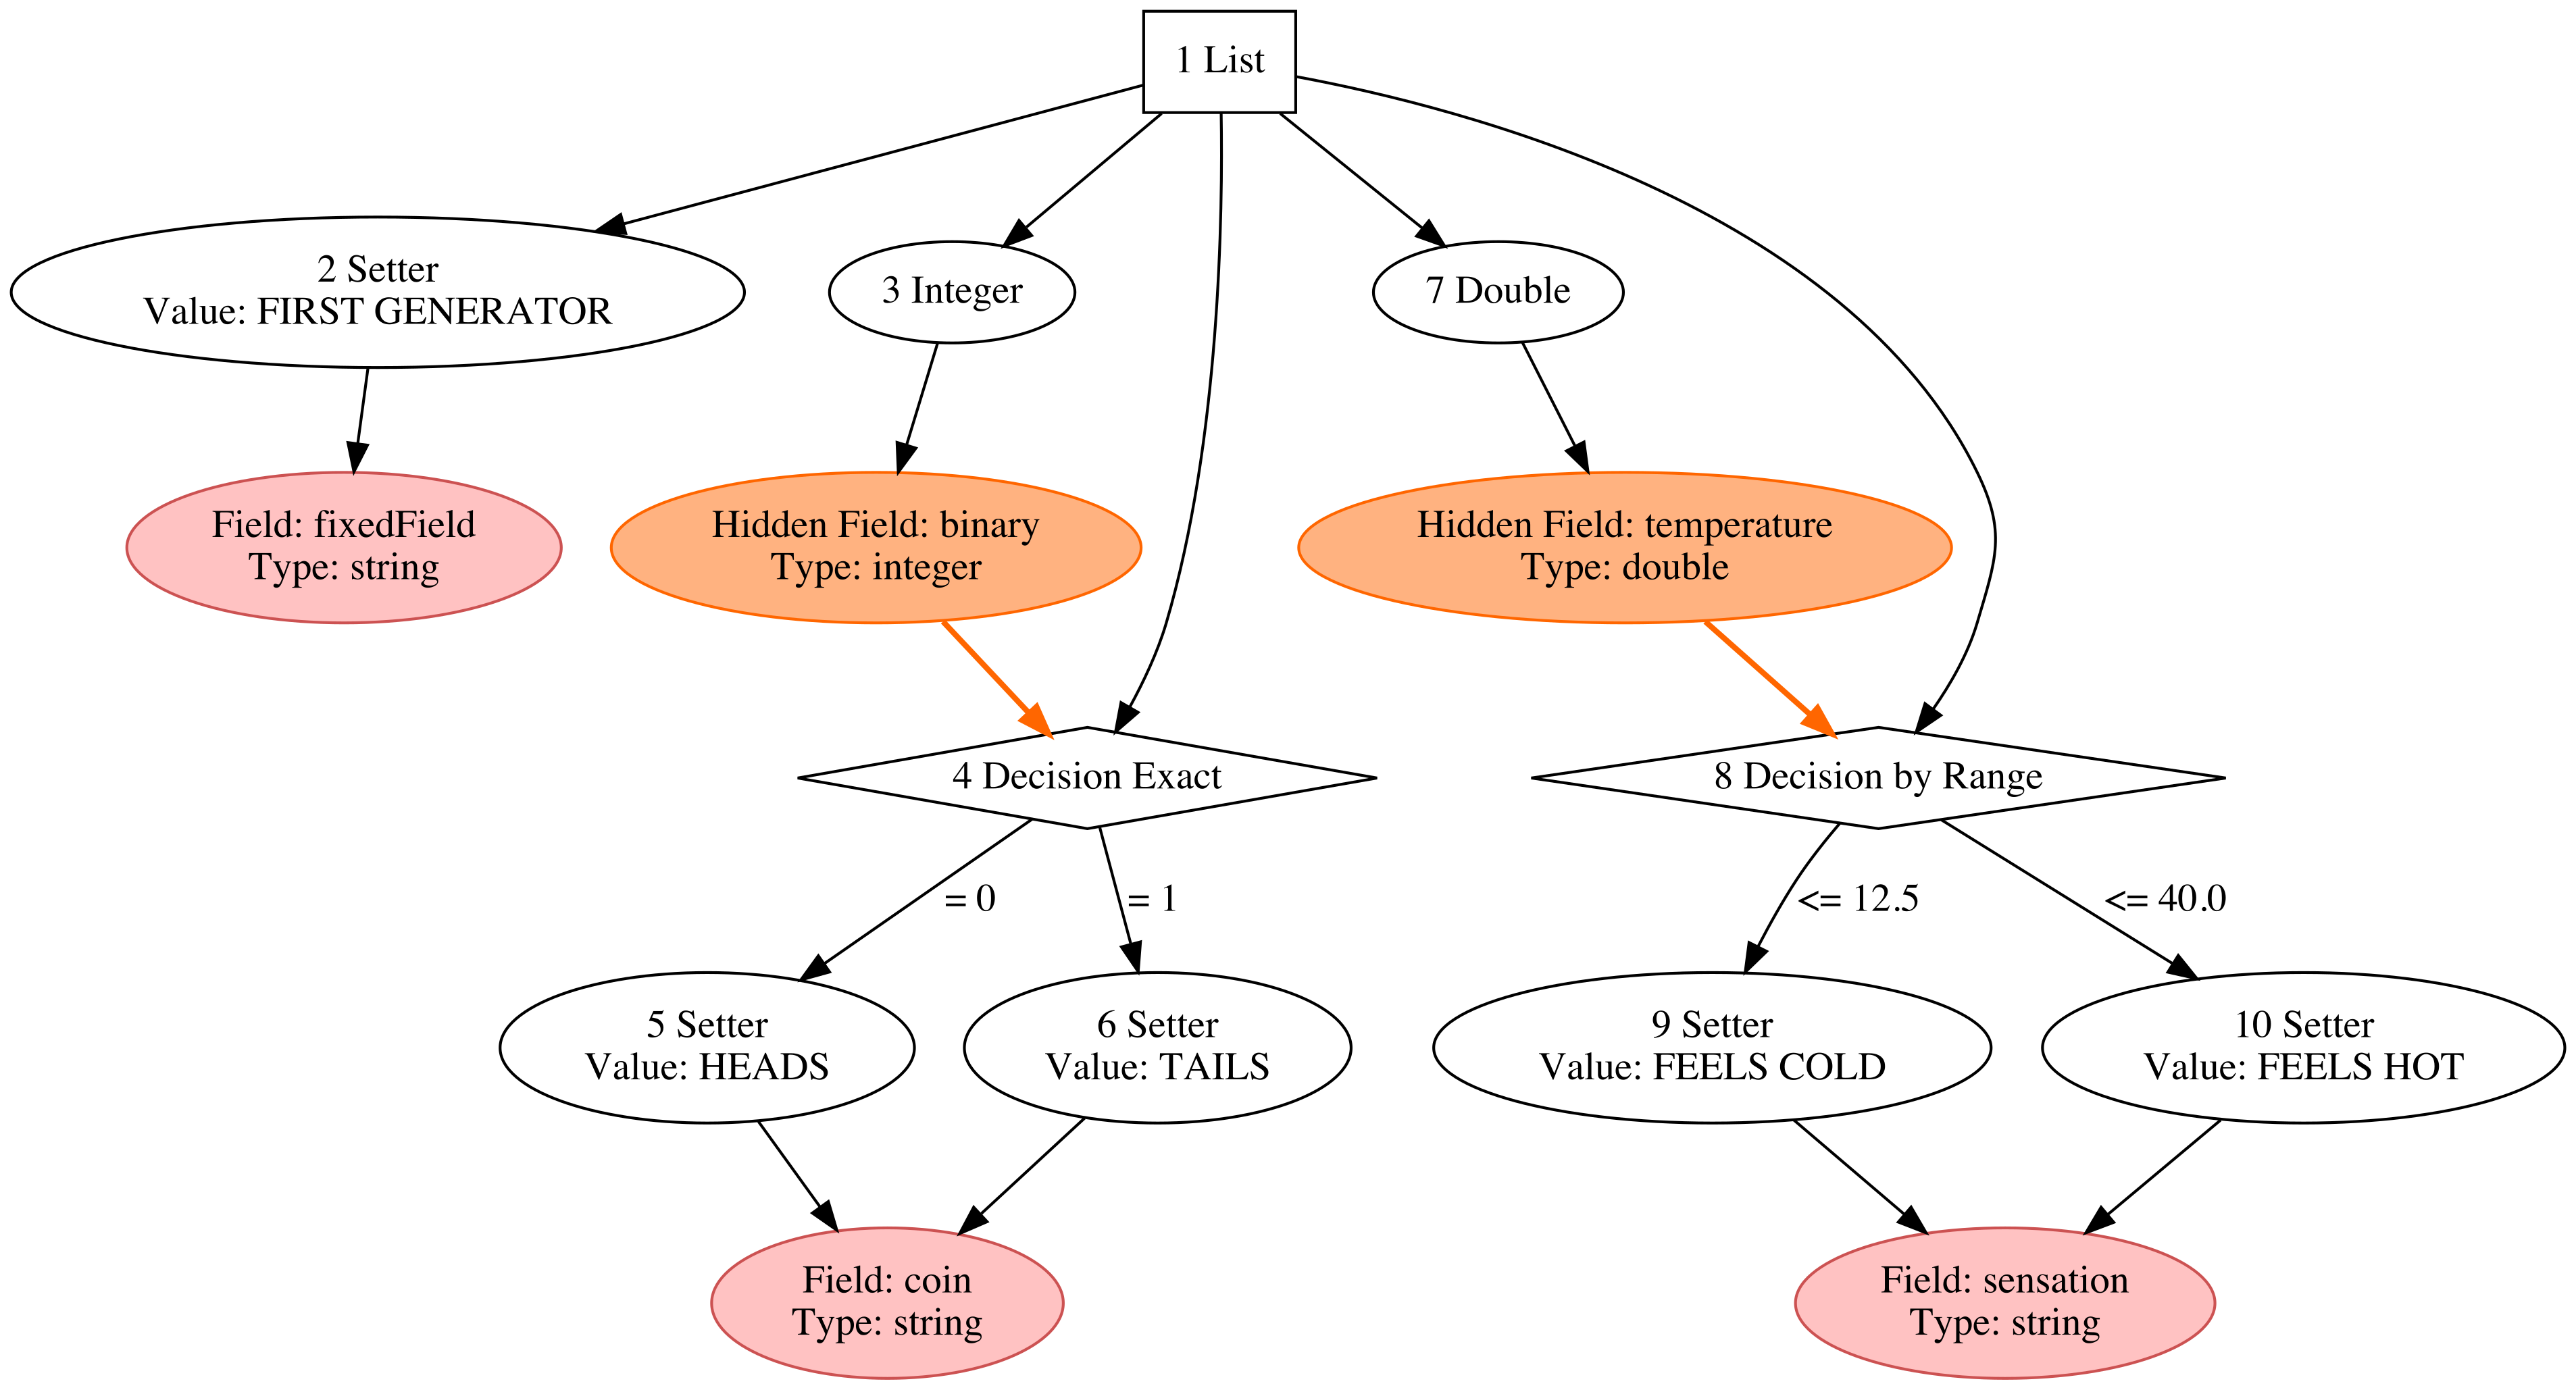 1 List
2 Setter
Value: FIRST GENERATOR
3 Integer
7 Double
Field: fixedField
Type: string
Hidden Field: binary
Type: integer
Hidden Field: temperature
Type: double
4 Decision Exact
8 Decision by Range
= 0
= 1
<= 12.5
<= 40.0
5 Setter
Value: HEADS
6 Setter
Value: TAILS
9 Setter
Value: FEELS COLD
10 Setter
Value: FEELS HOT
Field: coin
Type: string
Field: sensation
Type: string